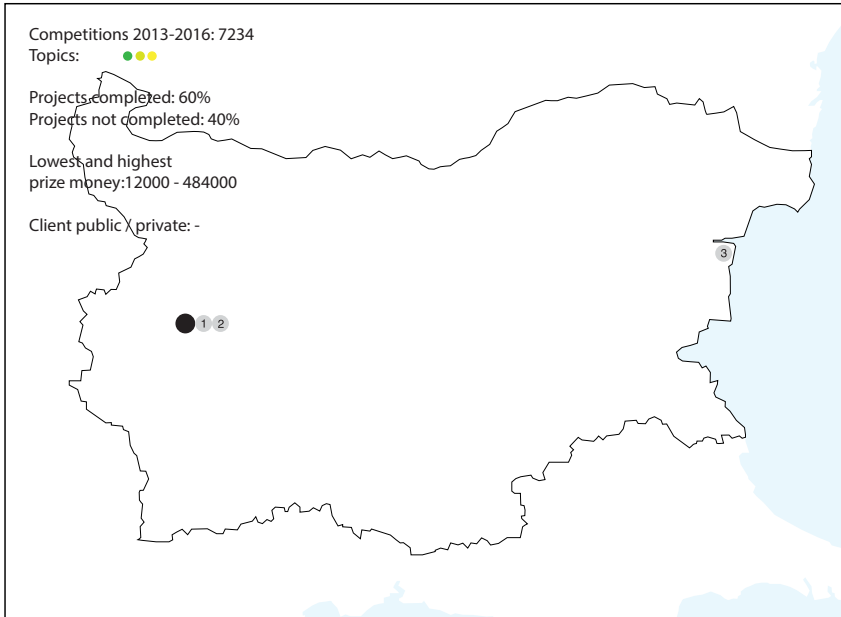 Competitions 2013-2016: 7234
Topics:
Projects completed: 60%
Projects not completed: 40%
Lowest and highest
prize money:12000 - 484000
Client public / private: -
3
1 2